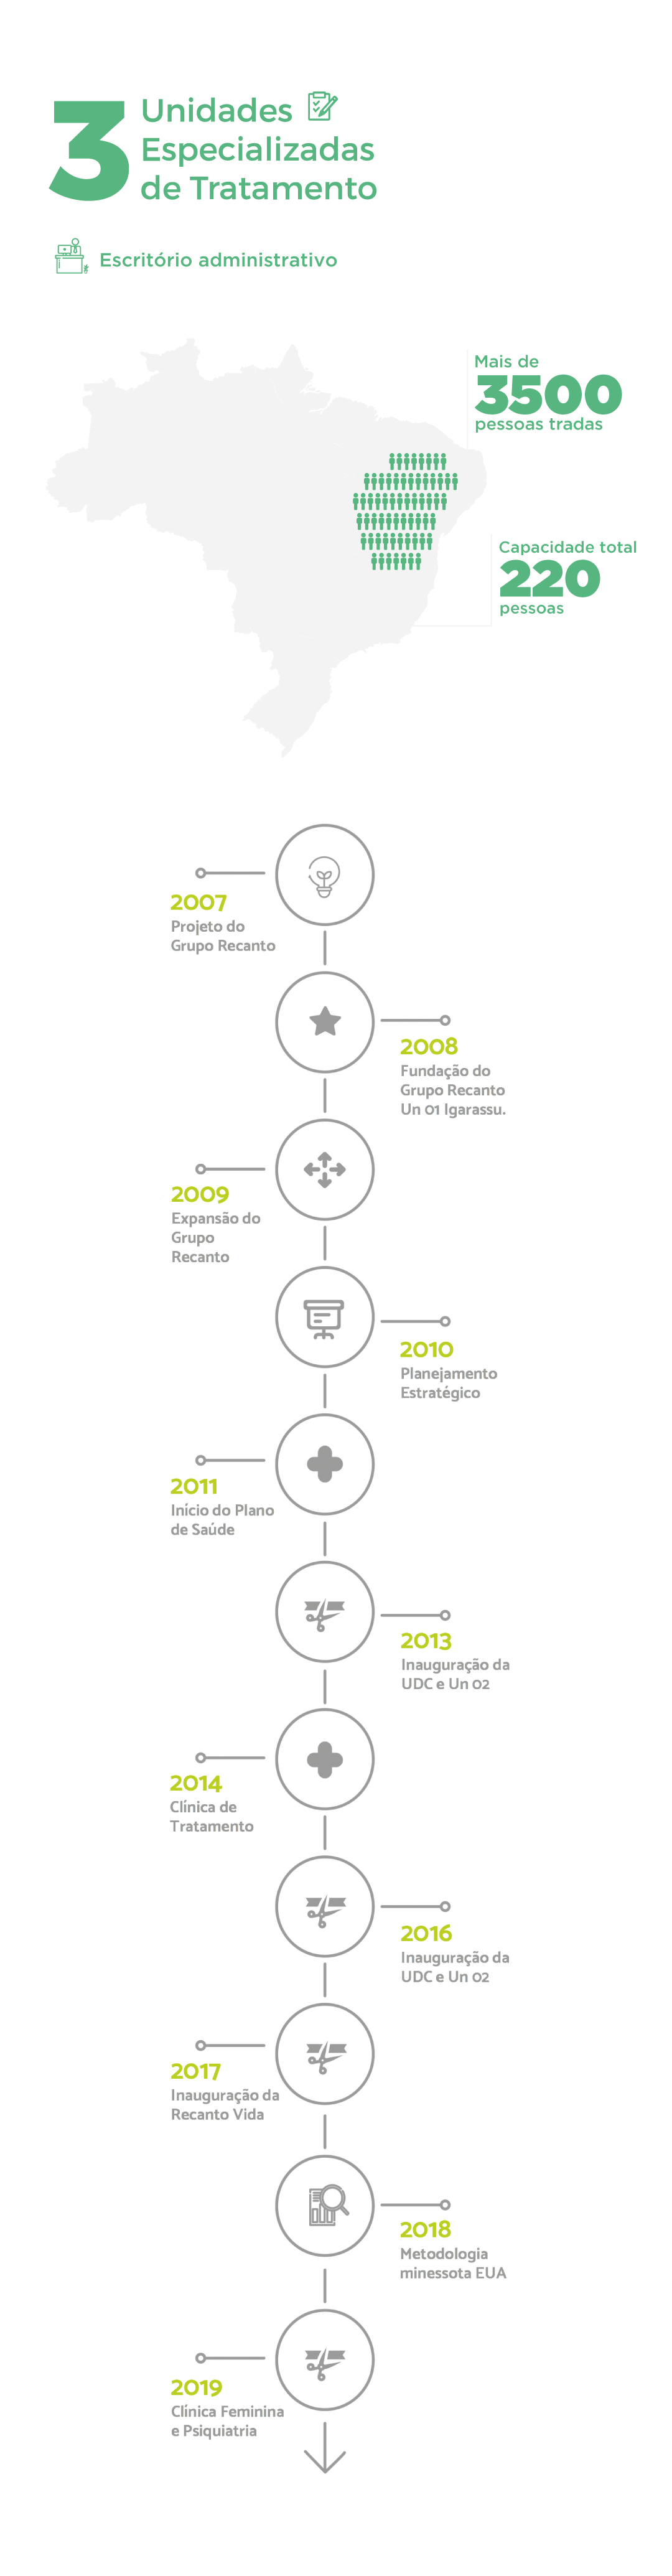 3
Unidades
Especializadas
de Tratamento
Escritório administrativo
Mais de
3500
pessoas tradas
Capacidade total
220
pessoas
2007
Projeto do
Grupo Recanto
2008
Fundação do
Grupo Recanto
Un 01 Igarassu.
2009
Expansão do
Grupo
Recanto
2010
Planejamento
Estratégico
2011
Início do Plano
de Saúde
2013
Inauguração da
UDC e Un 02
2014
Clínica de
Tratamento
2016
Inauguração da
UDC e Un 02
2017
Inauguração da
Recanto Vida
2018
Metodologia
minessota EUA
2019
Clínica Feminina
e Psiquiatria